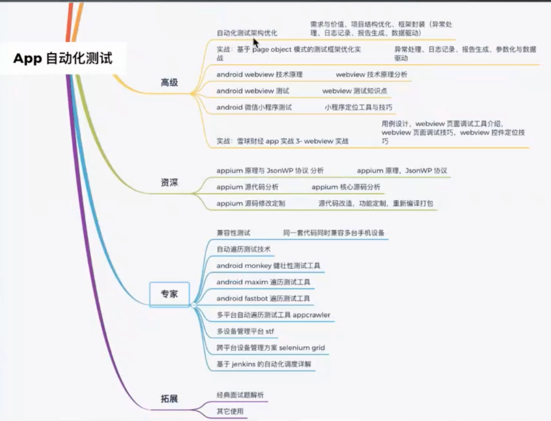 App 自动化测试
高级
自动化测试架构优化
需求与价值、项目结构优化、框架封装（异常处
理、日志记录、报告生成、数据驱动）
实战：基于 page object 模式的测试框架优化实
战
异常处理、日志记录、报告生成、参数化与数据
驱动
android webview 技术原理
webview 技术原理分析
android webview 测试
webview 测试知识点
android 微信小程序测试
小程序定位工具与技巧
实战：雪球财经 app 实战 3- webview 实战
用例设计、webview 页面调试工具介绍、
webview 页面调试技巧、webview 控件定位技
巧
资深
appium 原理与 JsonWP 协议 分析
appium 原理、JsonWP 协议
appium 源代码分析
appium 核心源码分析
appium 源码修改定制
源代码改造、功能定制、重新编译打包
专家
兼容性测试
同一套代码同时兼容多台手机设备
自动遍历测试技术
android monkey 健壮性测试工具
android maxim 遍历测试工具
android fastbot 遍历测试工具
多平台自动遍历测试工具 appcrawler
多设备管理平台 stf
跨平台设备管理方案 selenium grid
基于 jenkins 的自动化调度详解
拓展
经典面试题解析
其它使用